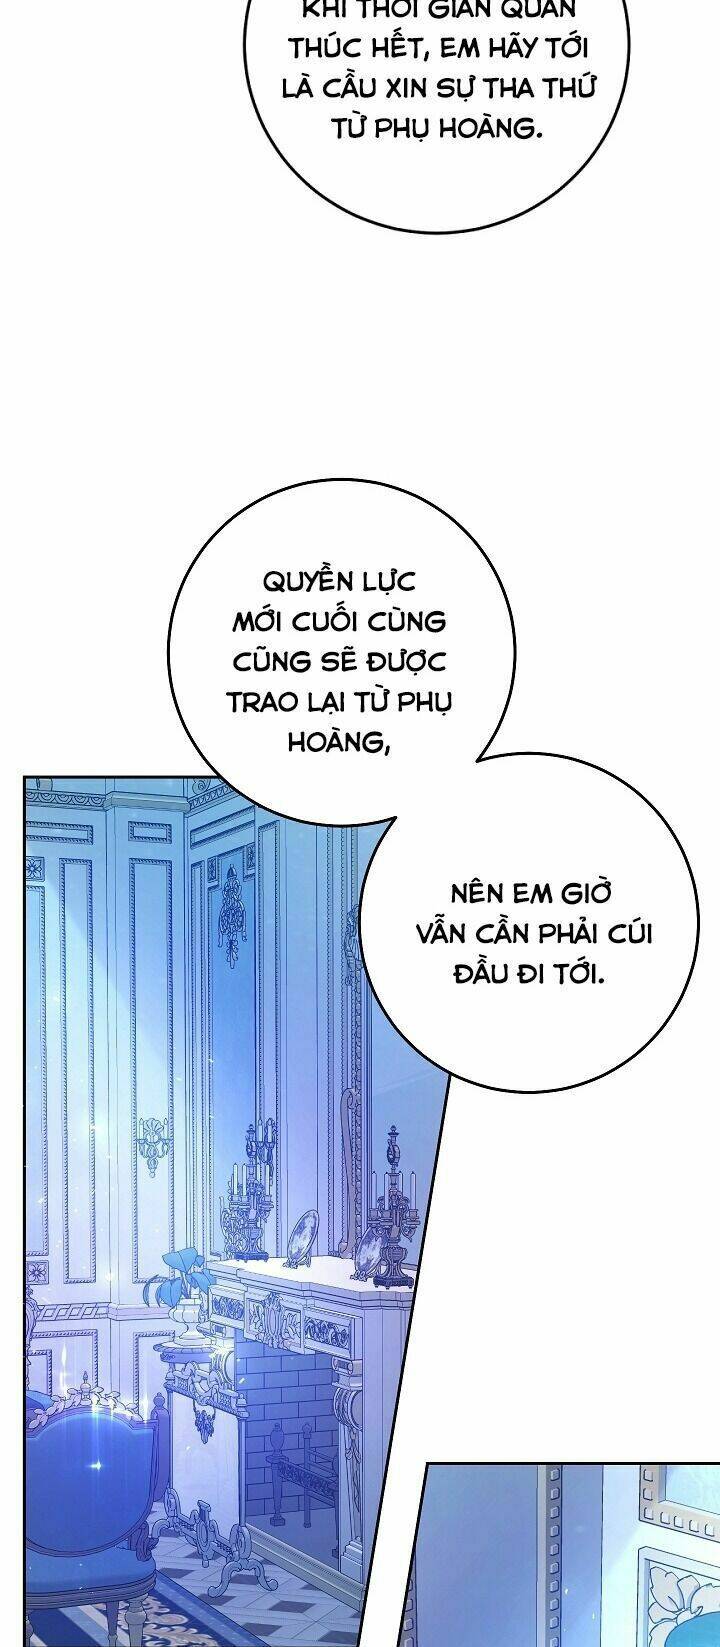 KHI THỜI GIAN QUẢN
THÚC HẾT, EM HÃY TỚI
LÀ CẦU XIN SỰ THA THỨ
TỪ PHỤ HOÀNG.
QUYỀN LỰC
MỚI CUỐI CÙNG
CŨNG SẼ ĐƯỢC
TRAO LẠI TỪ PHỤ
HOÀNG,
NÊN EM GIỜ
VẪN CẦN PHẢI CÚI
ĐẦU ĐI TỚI.